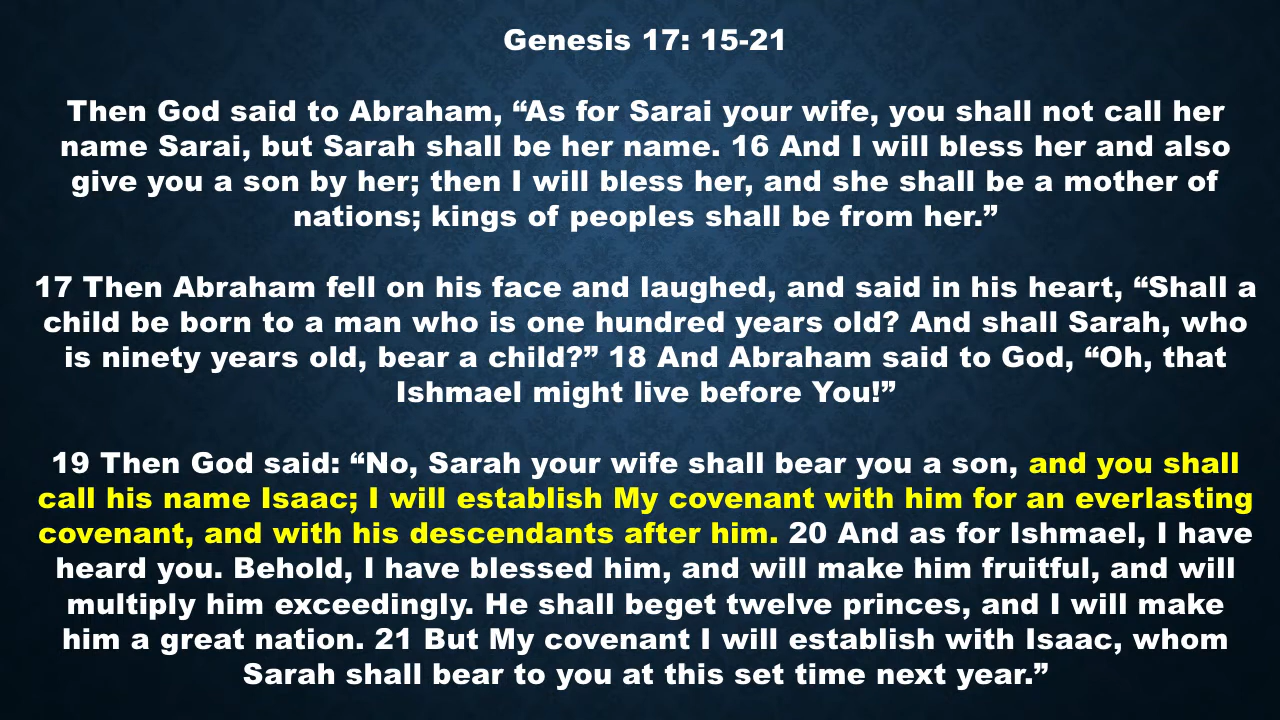 Genesis 17: 15-21
Then God said to Abraham, “As for Sarai your wife, you shall not call her
name Sarai, but Sarah shall be her name. 16 And I will bless her and also
give you a son by her; then I will bless her, and she shall be a mother of
nations; kings of peoples shall be from her.”
17 Then Abraham fell on his face and laughed, and said in his heart, “Shall a
child be born to a man who is one hundred years old? And shall Sarah, who
is ninety years old, bear a child?” 18 And Abraham said to God, “Oh, that
Ishmael might live before You!”
19 Then God said: “No, Sarah your wife shall bear you a son, and you shall
call his name Isaac; I will establish My covenant with him for an everlasting
covenant, and with his descendants after him. 20 And as for Ishmael, I have
heard you. Behold, I have blessed him, and will make him fruitful, and will
multiply him exceedingly. He shall beget twelve princes, and I will make
him a great nation. 21 But My covenant I will establish with Isaac, whom
Sarah shall bear to you at this set time next year.”